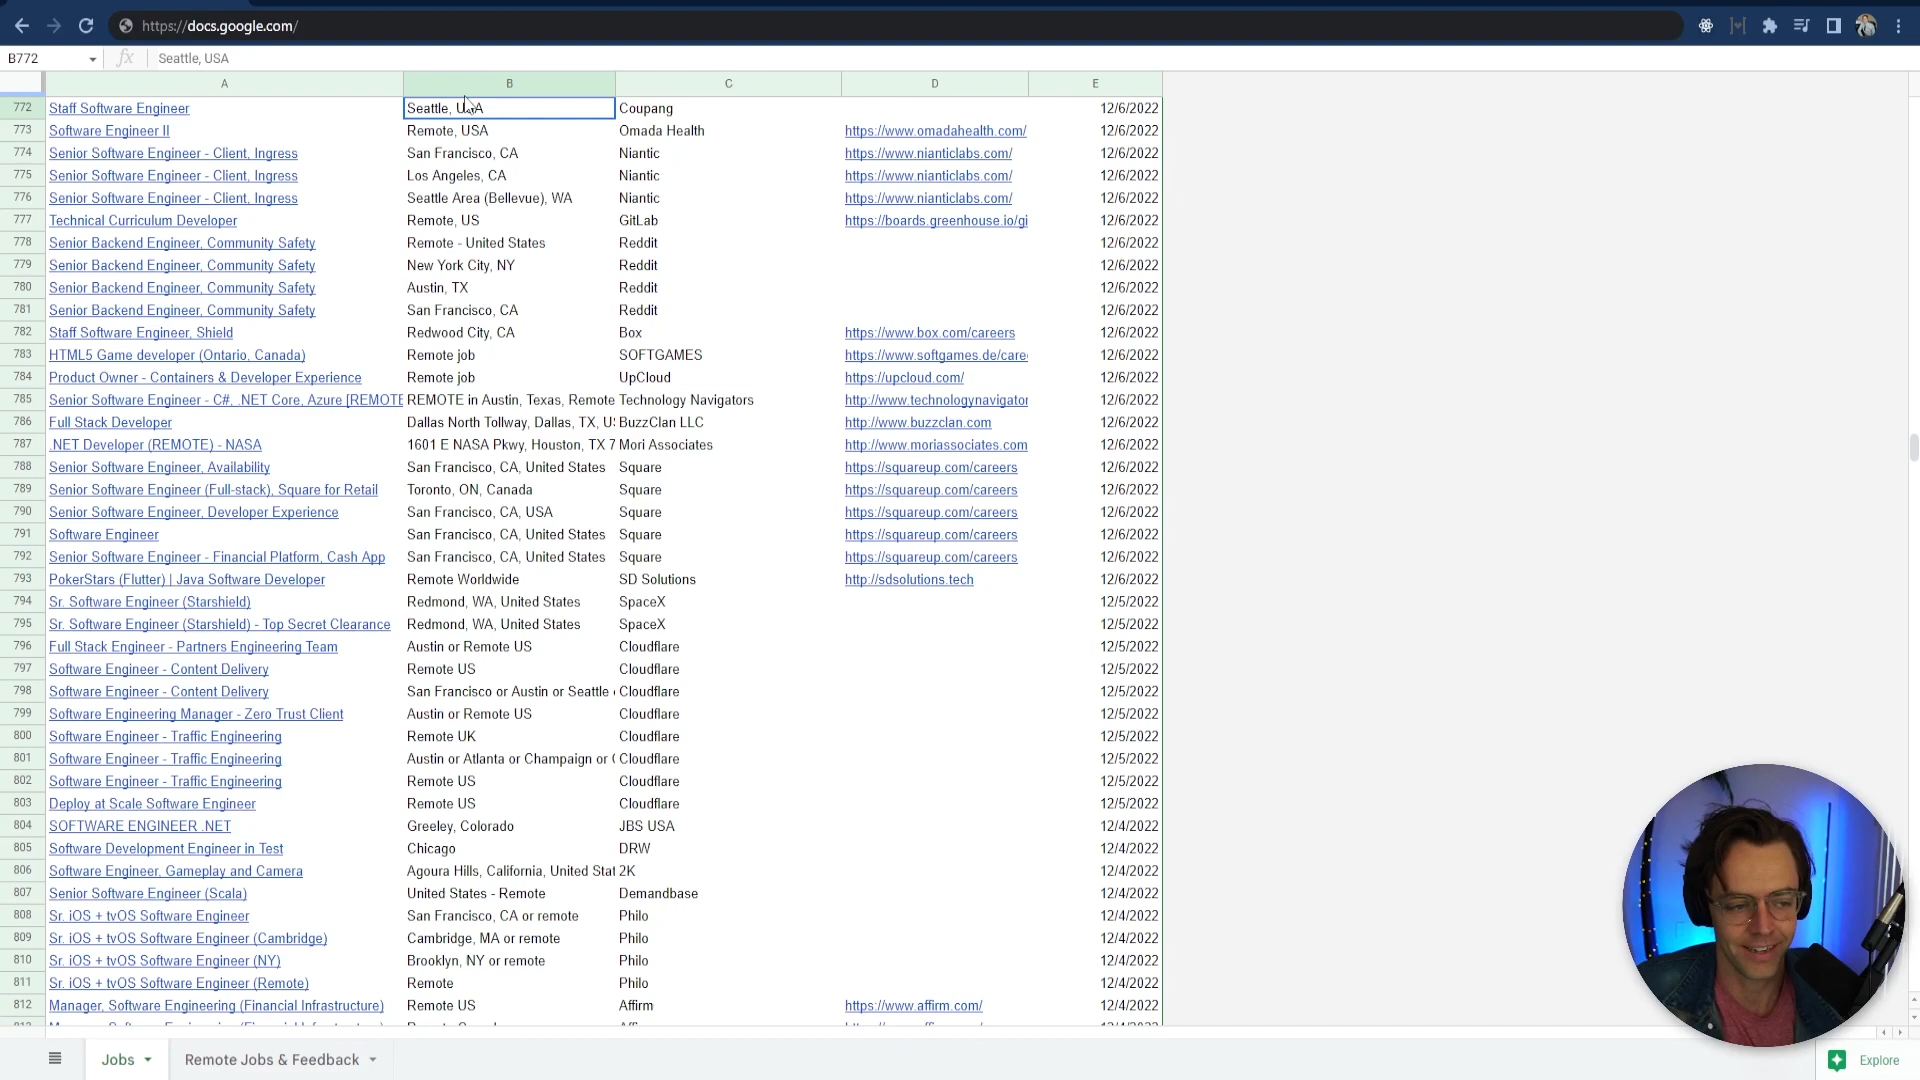 https://docs.google.com/
B772 fx Seattle, USA
A B C D E
772 Staff Software Engineer Seattle, USA Coupang 12/6/2022
773 Software Engineer II Remote, USA Omada Health https://www.omadahealth.com/ 12/6/2022
774 Senior Software Engineer - Client, Ingress San Francisco, CA Niantic https://www.nianticlabs.com/ 12/6/2022
775 Senior Software Engineer - Client, Ingress Los Angeles, CA Niantic https://www.nianticlabs.com/ 12/6/2022
776 Senior Software Engineer - Client, Ingress Seattle Area (Bellevue), WA Niantic https://www.nianticlabs.com/ 12/6/2022
777 Technical Curriculum Developer Remote, US GitLab https://boards.greenhouse.io/gi 12/6/2022
778 Senior Backend Engineer, Community Safety Remote - United States Reddit 12/6/2022
779 Senior Backend Engineer, Community Safety New York City, NY Reddit 12/6/2022
780 Senior Backend Engineer, Community Safety Austin, TX Reddit 12/6/2022
781 Senior Backend Engineer, Community Safety San Francisco, CA Reddit 12/6/2022
782 Staff Software Engineer, Shield Redwood City, CA Box https://www.box.com/careers 12/6/2022
783 HTML5 Game developer (Ontario, Canada) Remote job SOFTGAMES https://www.softgames.de/caree 12/6/2022
784 Product Owner - Containers & Developer Experience Remote job UpCloud https://upcloud.com/ 12/6/2022
785 Senior Software Engineer - C#, .NET Core, Azure [REMOTE REMOTE in Austin, Texas, Remote Technology Navigators http://www.technologynavigator 12/6/2022
786 Full Stack Developer Dallas North Tollway, Dallas, TX, U BuzzClan LLC http://www.buzzclan.com 12/6/2022
787 .NET Developer (REMOTE) - NASA 1601 E NASA Pkwy, Houston, TX 7 Mori Associates http://www.moriassociates.com 12/6/2022
788 Senior Software Engineer, Availability San Francisco, CA, United States Square https://squareup.com/careers 12/6/2022
789 Senior Software Engineer (Full-stack), Square for Retail Toronto, ON, Canada Square https://squareup.com/careers 12/6/2022
790 Senior Software Engineer, Developer Experience San Francisco, CA, USA Square https://squareup.com/careers 12/6/2022
791 Software Engineer San Francisco, CA, United States Square https://squareup.com/careers 12/6/2022
792 Senior Software Engineer - Financial Platform, Cash App San Francisco, CA, United States Square https://squareup.com/careers 12/6/2022
793 PokerStars (Flutter) | Java Software Developer Remote Worldwide SD Solutions http://sdsolutions.tech 12/6/2022
794 Sr. Software Engineer (Starshield) Redmond, WA, United States SpaceX 12/5/2022
795 Sr. Software Engineer (Starshield) - Top Secret Clearance Redmond, WA, United States SpaceX 12/5/2022
796 Full Stack Engineer - Partners Engineering Team Austin or Remote US Cloudflare 12/5/2022
797 Software Engineer - Content Delivery Remote US Cloudflare 12/5/2022
798 Software Engineer - Content Delivery San Francisco or Austin or Seattle Cloudflare 12/5/2022
799 Software Engineering Manager - Zero Trust Client Austin or Remote US Cloudflare 12/5/2022
800 Software Engineer - Traffic Engineering Remote UK Cloudflare 12/5/2022
801 Software Engineer - Traffic Engineering Austin or Atlanta or Champaign or Cloudflare 12/5/2022
802 Software Engineer - Traffic Engineering Remote US Cloudflare 12/5/2022
803 Deploy at Scale Software Engineer Remote US Cloudflare 12/5/2022
804 SOFTWARE ENGINEER .NET Greeley, Colorado JBS USA 12/4/2022
805 Software Development Engineer in Test Chicago DRW 12/4/2022
806 Software Engineer, Gameplay and Camera Agoura Hills, California, United Stat 2K 12/4/2022
807 Senior Software Engineer (Scala) United States - Remote Demandbase 12/4/2022
808 Sr. iOS + tvOS Software Engineer San Francisco, CA or remote Philo 12/4/2022
809 Sr. iOS + tvOS Software Engineer (Cambridge) Cambridge, MA or remote Philo 12/4/2022
810 Sr. iOS + tvOS Software Engineer (NY) Brooklyn, NY or remote Philo 12/4/2022
811 Sr. iOS + tvOS Software Engineer (Remote) Remote Philo 12/4/2022
812 Manager, Software Engineering (Financial Infrastructure) Remote US Affirm https://www.affirm.com/ 12/4/2022
Jobs Remote Jobs & Feedback Explore